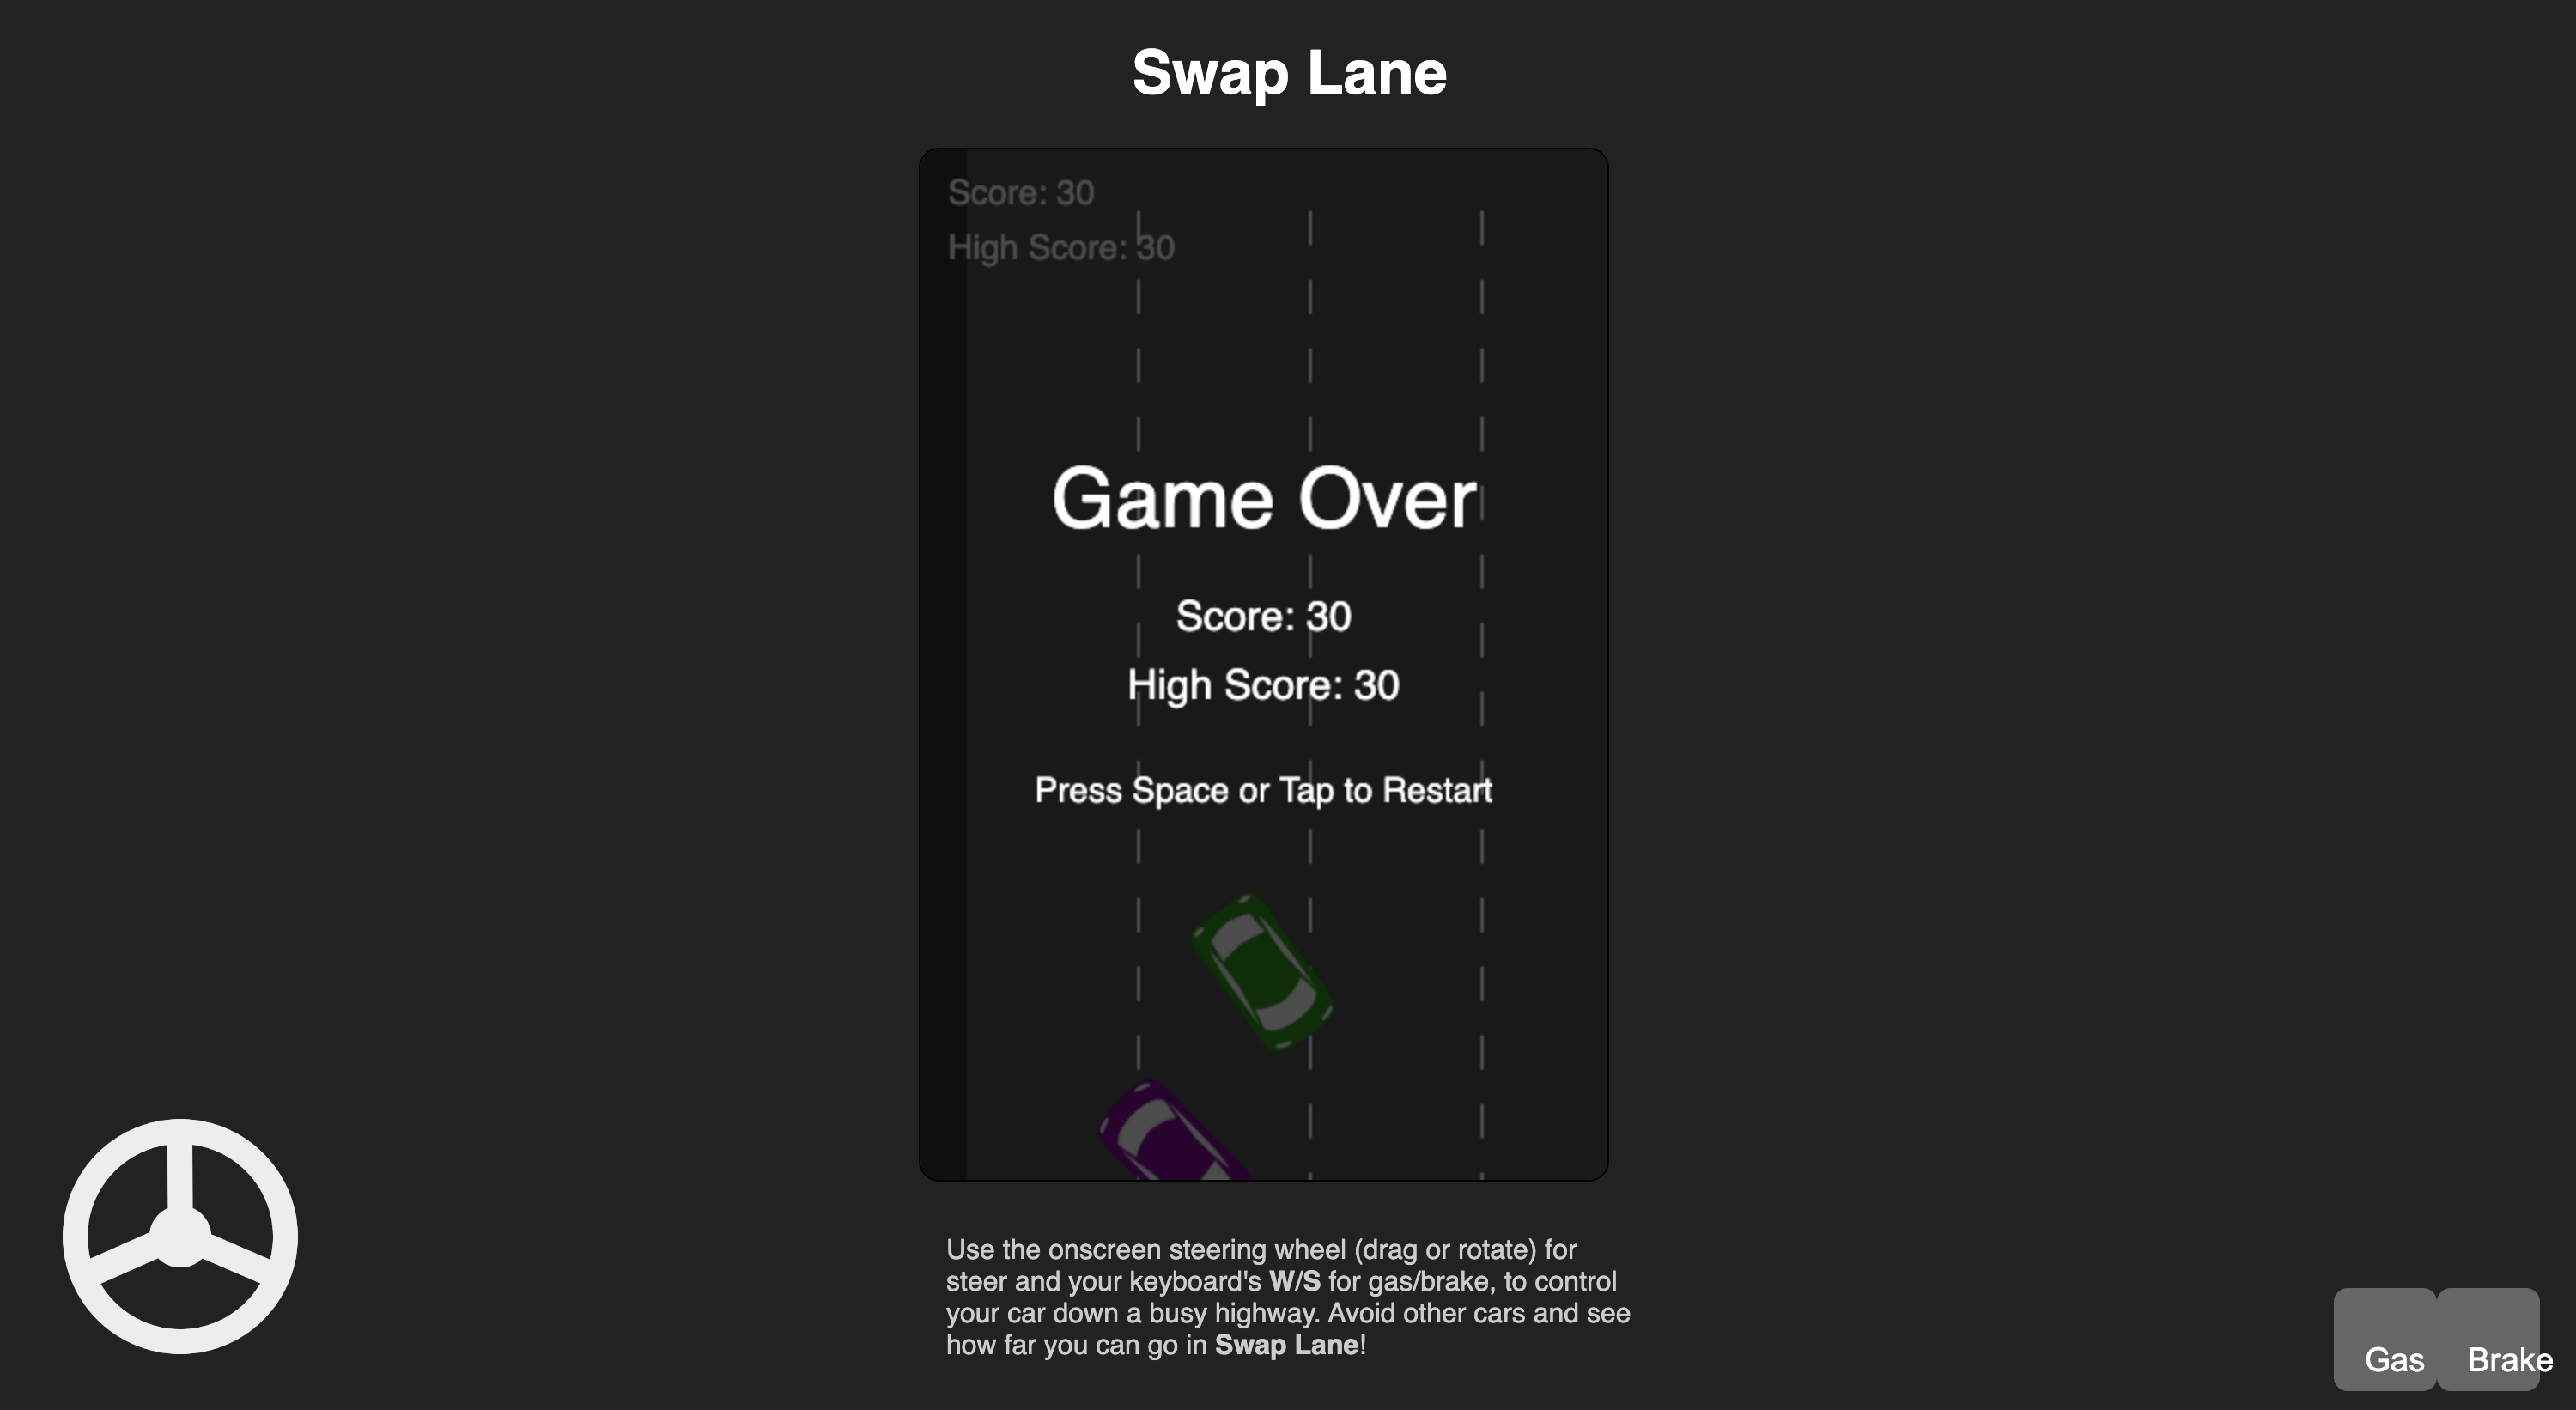 Swap Lane
Score: 30
High Score: 30
Game Over
Score: 30
High Score: 30
Press Space or Tap to Restart
Use the onscreen steering wheel (drag or rotate) for
steer and your keyboard's W/S for gas/brake, to control
your car down a busy highway. Avoid other cars and see
how far you can go in Swap Lane!
Gas Brake